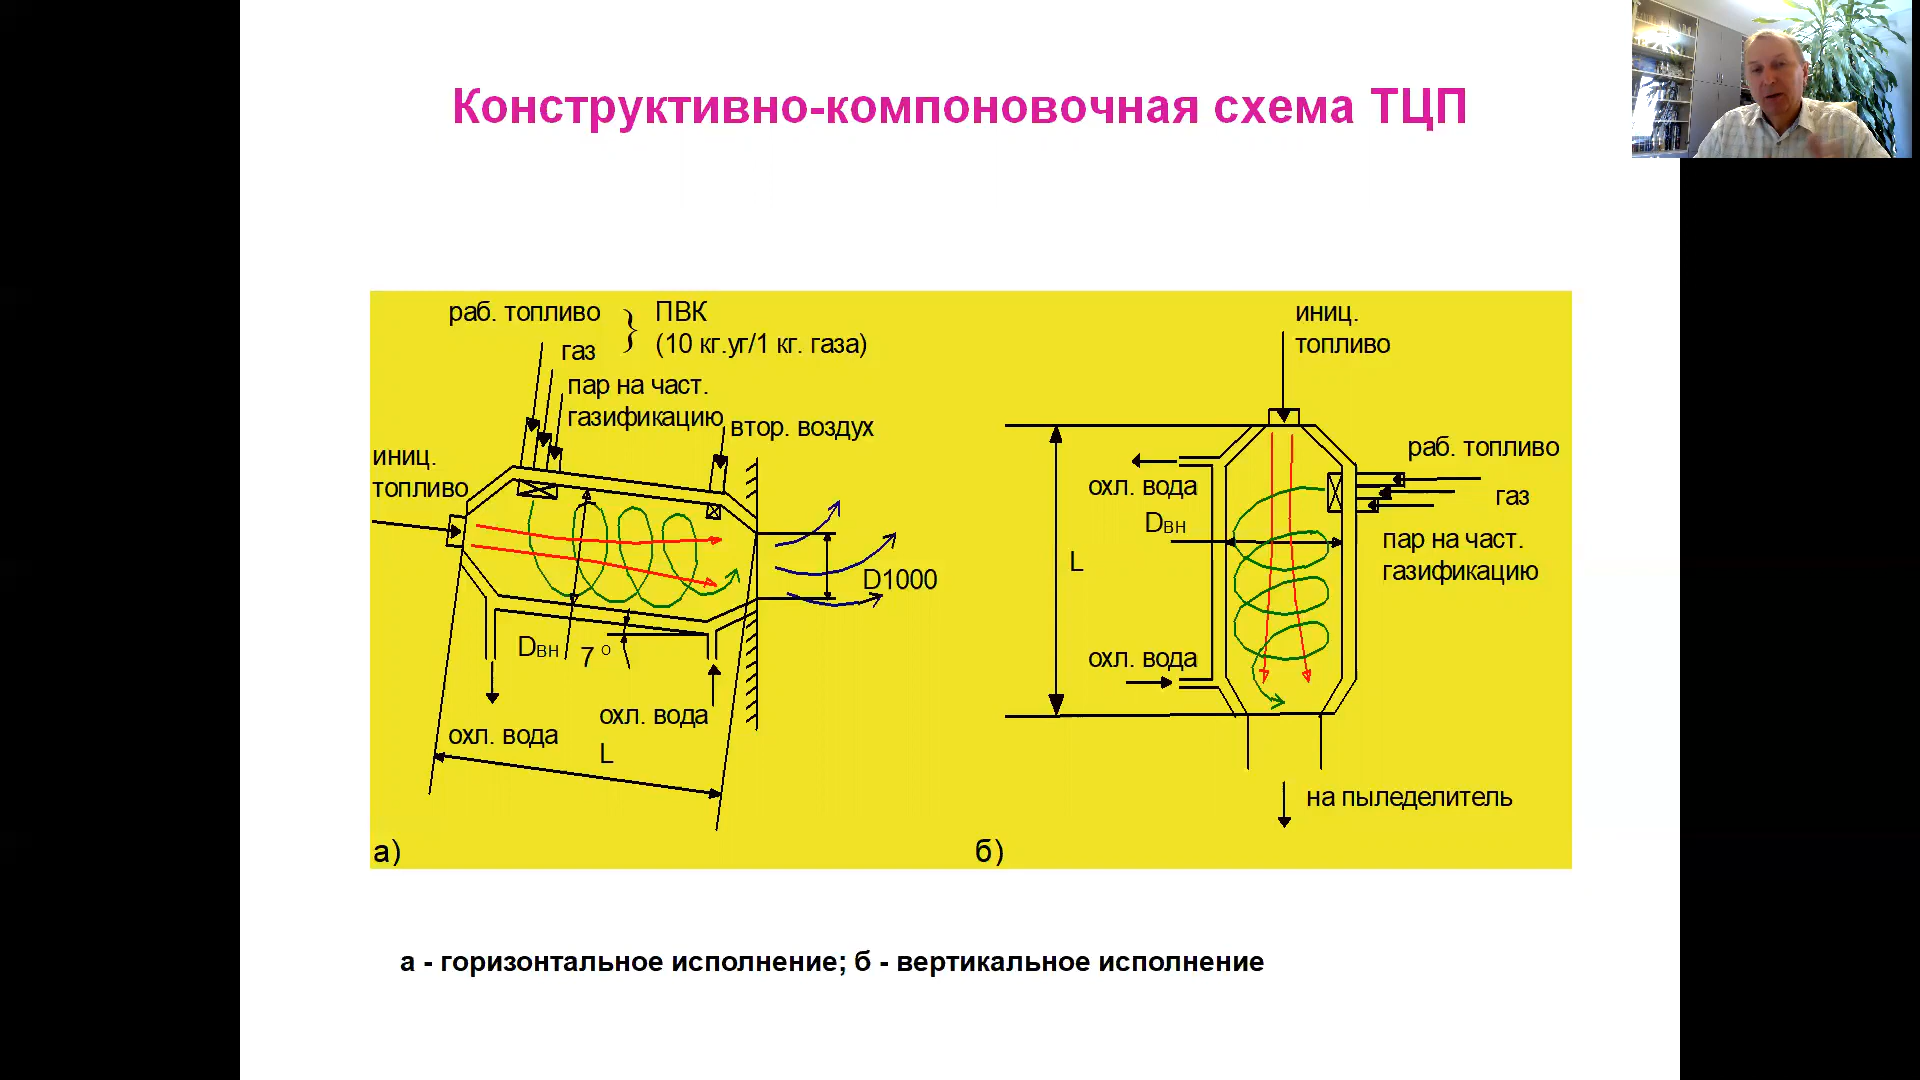 Конструктивно-компоновочная схема ТЦП
раб. топливо } ПВК
газ (10 кг.уг/1 кг. газа)
пар на част.
газификацию
втор. воздух
иниц.
топливо
D1000
Dвн
7 °
охл. вода
охл. вода
L
а)
иниц.
топливо
раб. топливо
газ
охл. вода
Dвн
пар на част.
газификацию
L
охл. вода
на пыледелитель
б)
а - горизонтальное исполнение; б - вертикальное исполнение